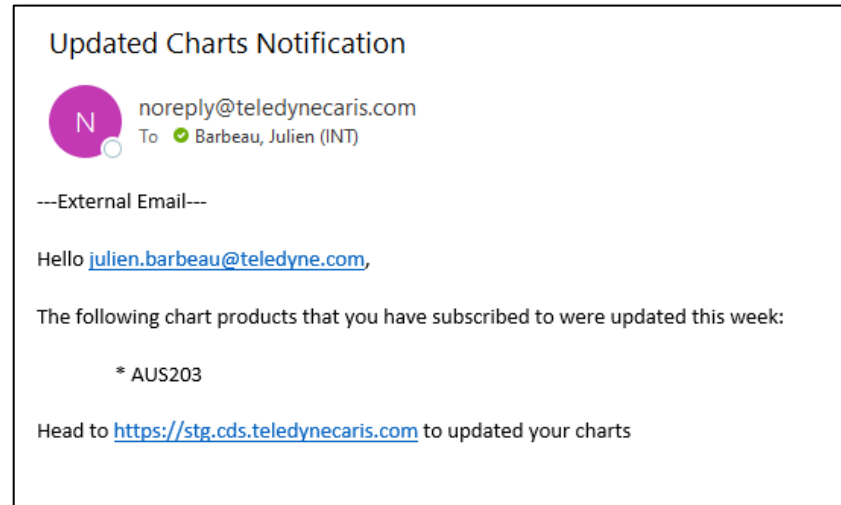 Updated Charts Notification
N
noreply@teledynecaris.com
To Barbeau, Julien (INT)
---External Email---
Hello julien.barbeau@teledyne.com,
The following chart products that you have subscribed to were updated this week:
* AUS203
Head to https://stg.cds.teledynecaris.com to updated your charts